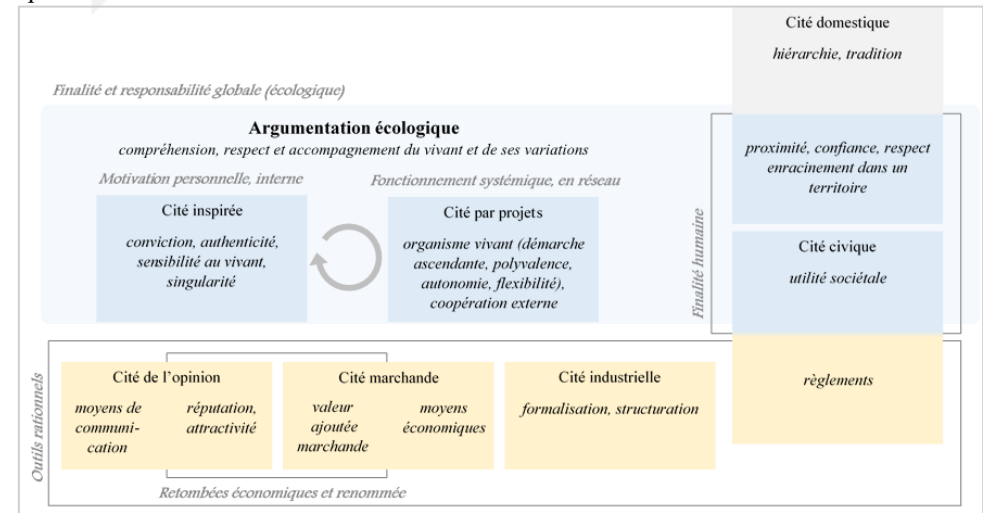 Cité domestique
hiérarchie, tradition
Finalité et responsabilité globale (écologique)
Argumentation écologique
compréhension, respect et accompagnement du vivant et de ses variations
Motivation personnelle, interne
Fonctionnement systémique, en réseau
Cité inspirée
conviction, authenticité,
sensibilité au vivant,
singularité
Cité par projets
organisme vivant (démarche
ascendante, polyvalence,
autonomie, flexibilité),
coopération externe
Finalité humaine
proximité, confiance, respect
enracinement dans un
territoire
Cité civique
utilité sociétale
règlements
Outils rationnels
Cité de l’opinion
moyens de
communi-
cation
réputation,
attractivité
Cité marchande
valeur
ajoutée
marchande
moyens
économiques
Cité industrielle
formalisation, structuration
Retombées économiques et renommée